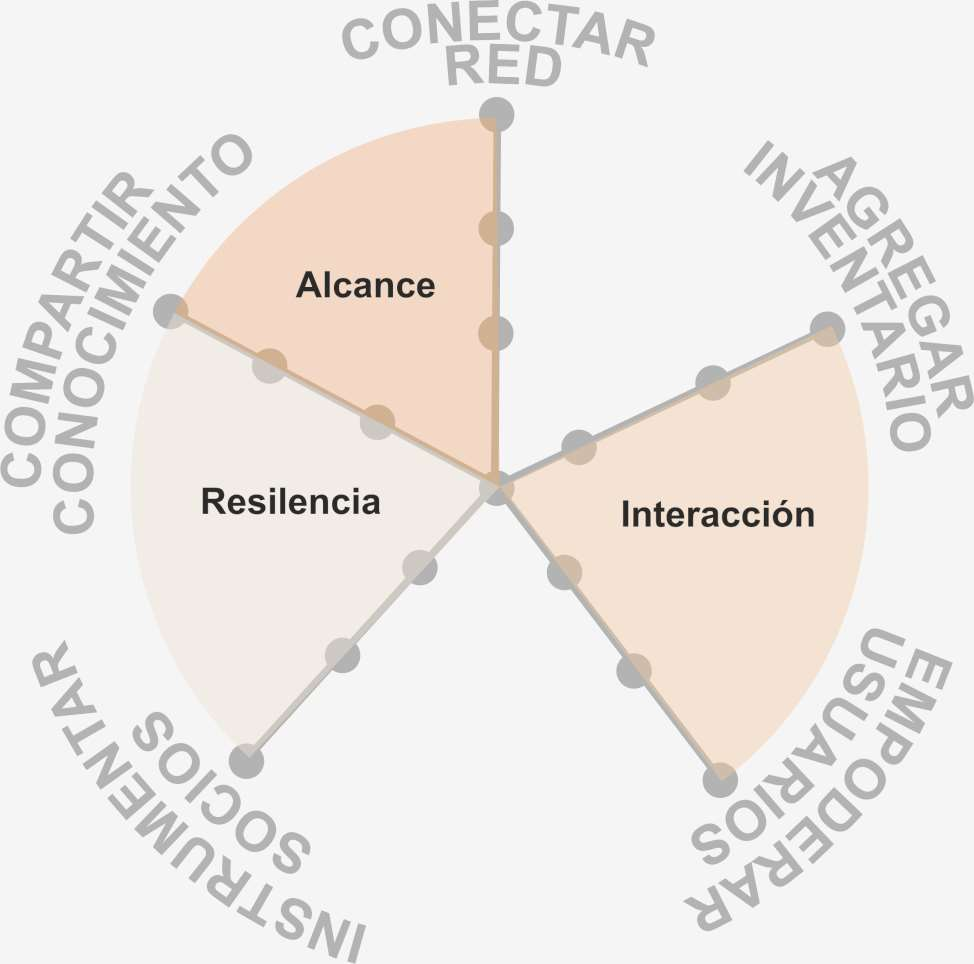 CONECTAR
RED
AGREGAR
INVENTARIO
COMPARTIR
CONOCIMIENTO
Alcance
Resilencia
Interacción
INSTRUMENTAR
SOCIOS
EMPODERAR
USUARIOS